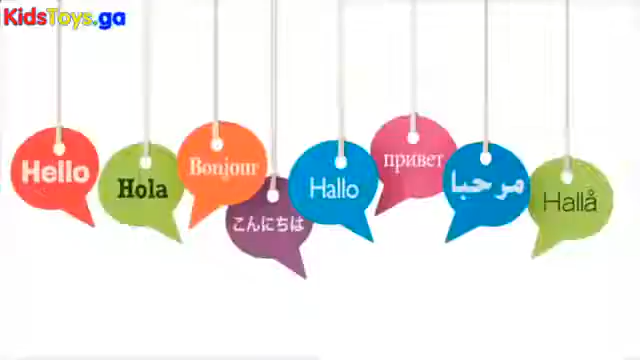 KidsToys.ga
Hello
Hola
Bonjour
こんにちは
Hallo
привет
مرحبا
Hallå